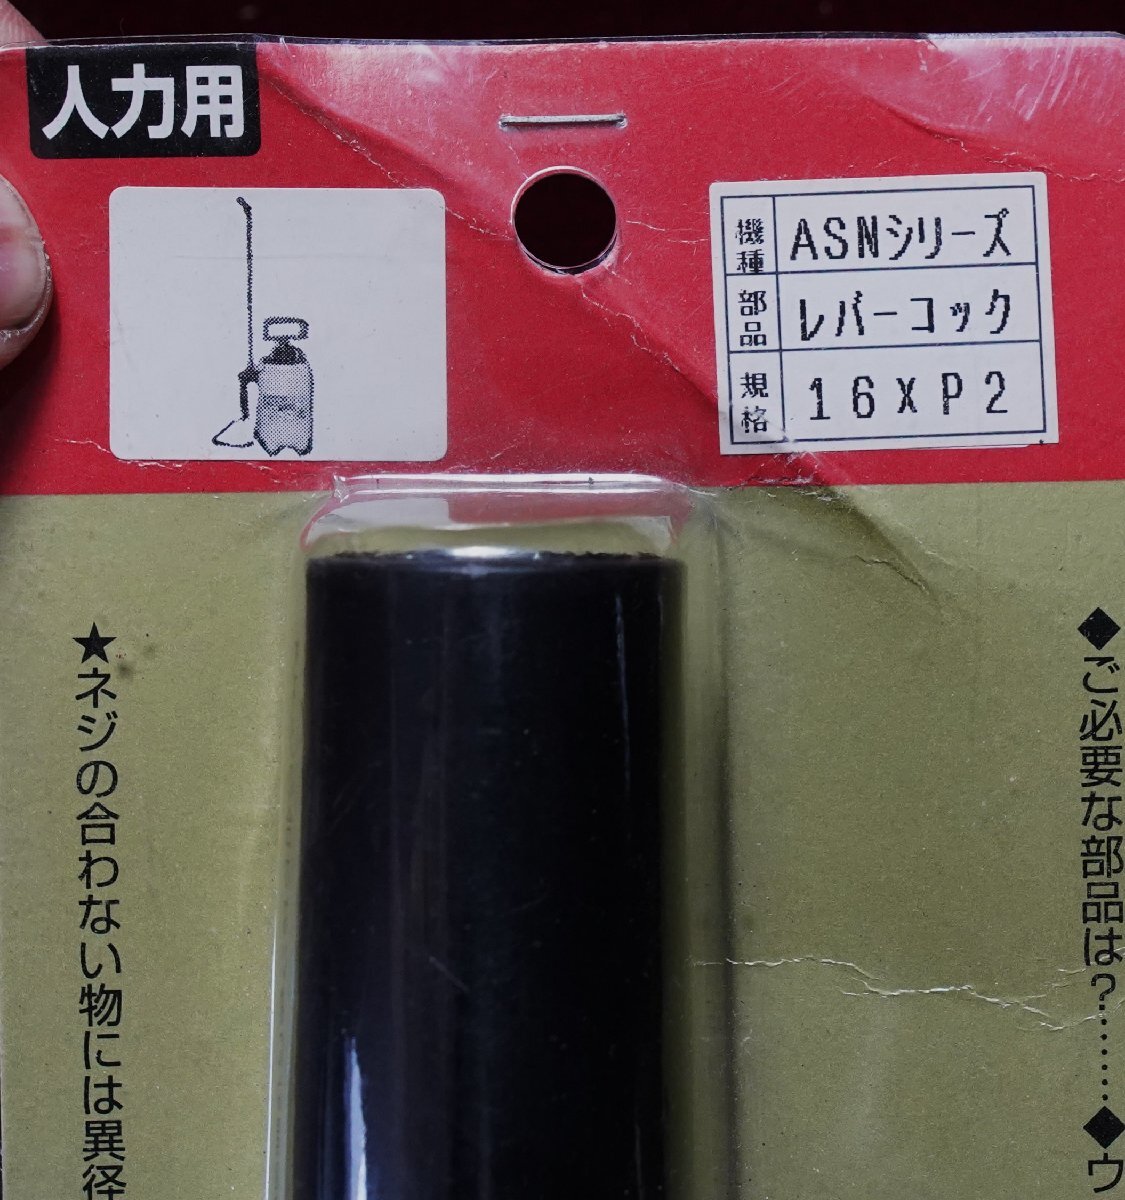 人力用
機種 ASNシリーズ
部品 レバーコック
規格 16XP2
◆ご必要な部品は?……◆ウ
★ネジの合わない物には異径